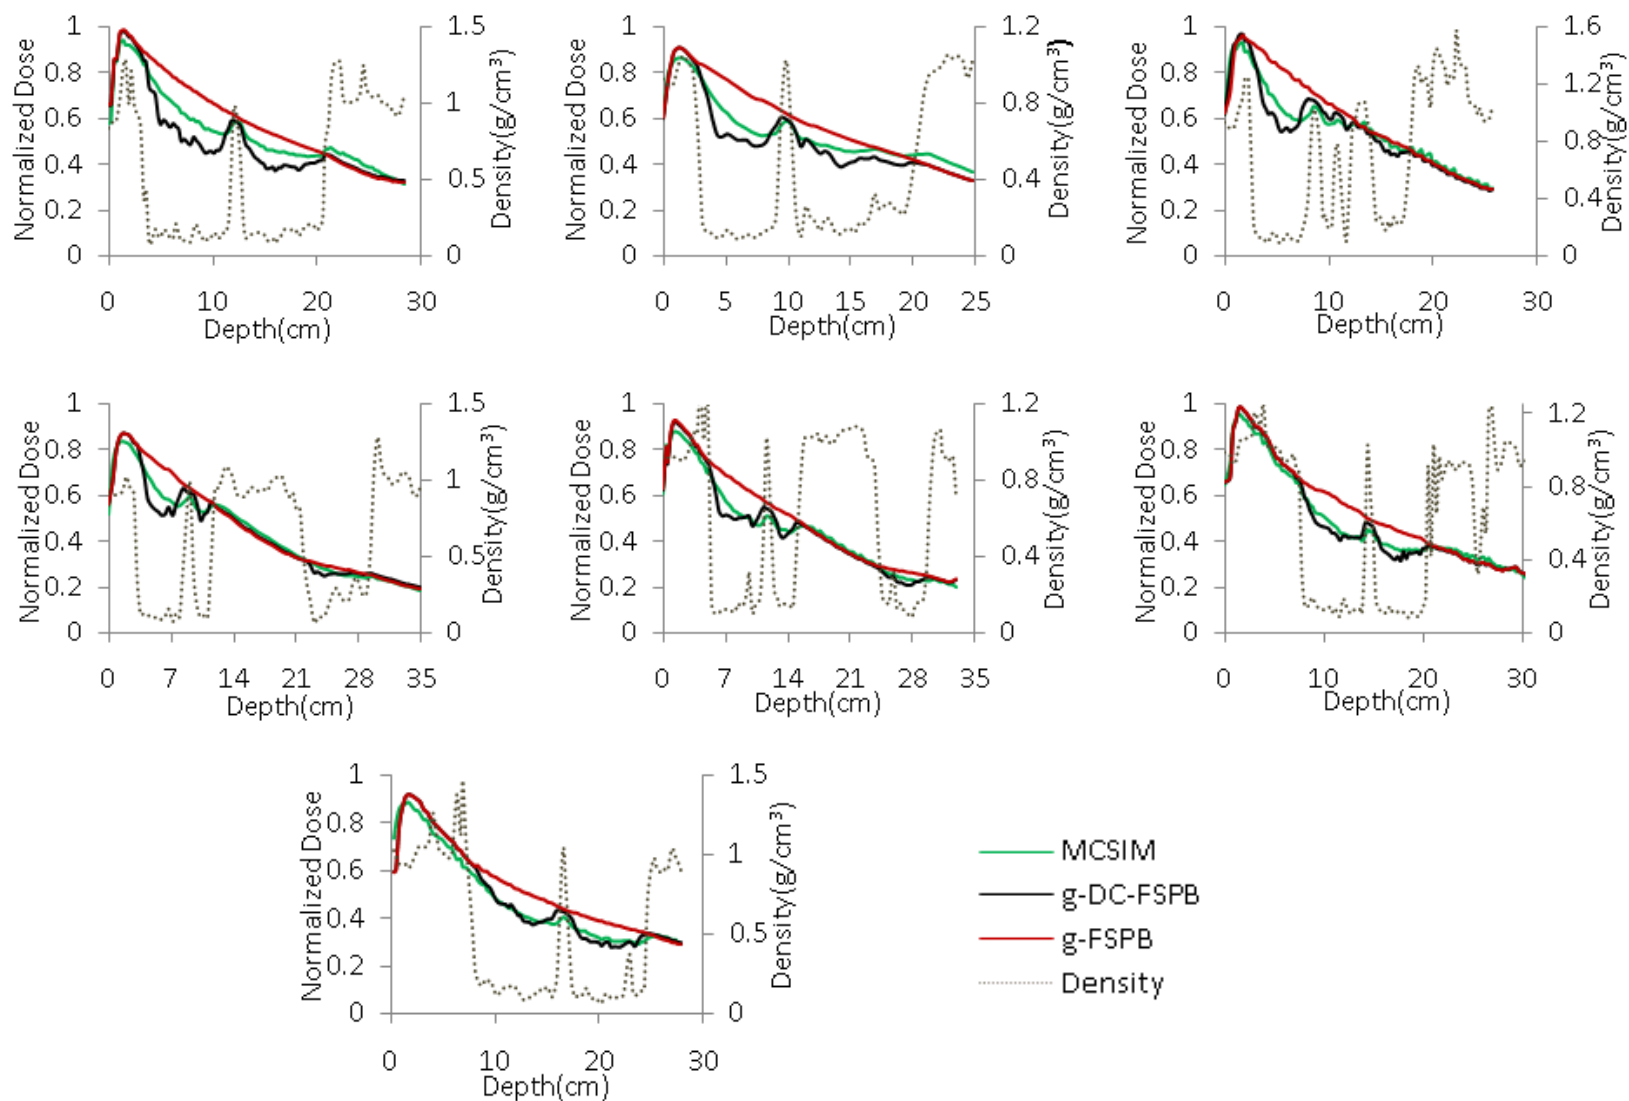 Normalized Dose
1
0.8
0.6
0.4
0.2
0
0 10 20 30
Depth(cm)
1.5
1
0.5
0
Density(g/cm³)
Normalized Dose
1
0.8
0.6
0.4
0.2
0
0 5 10 15 20 25
Depth(cm)
1.2
0.8
0.4
0
Density(g/cm³)
Normalized Dose
1
0.8
0.6
0.4
0.2
0
0 10 20 30
Depth(cm)
1.6
1.2
0.8
0.4
0
Density(g/cm³)
Normalized Dose
1
0.8
0.6
0.4
0.2
0
0 7 14 21 28 35
Depth(cm)
1.5
1
0.5
0
Density(g/cm³)
Normalized Dose
1
0.8
0.6
0.4
0.2
0
0 7 14 21 28 35
Depth(cm)
1.2
0.8
0.4
0
Density(g/cm³)
Normalized Dose
1
0.8
0.6
0.4
0.2
0
0 10 20 30
Depth(cm)
1.2
0.8
0.4
0
Density(g/cm³)
Normalized Dose
1
0.8
0.6
0.4
0.2
0
0 10 20 30
Depth(cm)
1.5
1
0.5
0
Density(g/cm³)
MCSIM
g-DC-FSPB
g-FSPB
Density